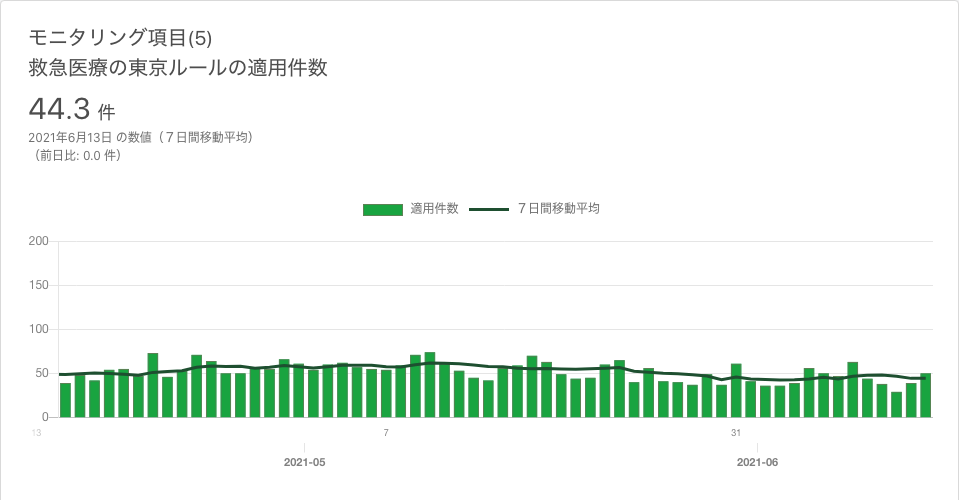 モニタリング項目(5)
救急医療の東京ルールの適用件数
44.3 件
2021年6月13日 の数値（７日間移動平均）
（前日比: 0.0 件）
適用件数 ７日間移動平均
200
150
100
50
0
13 7 31
2021-05 2021-06